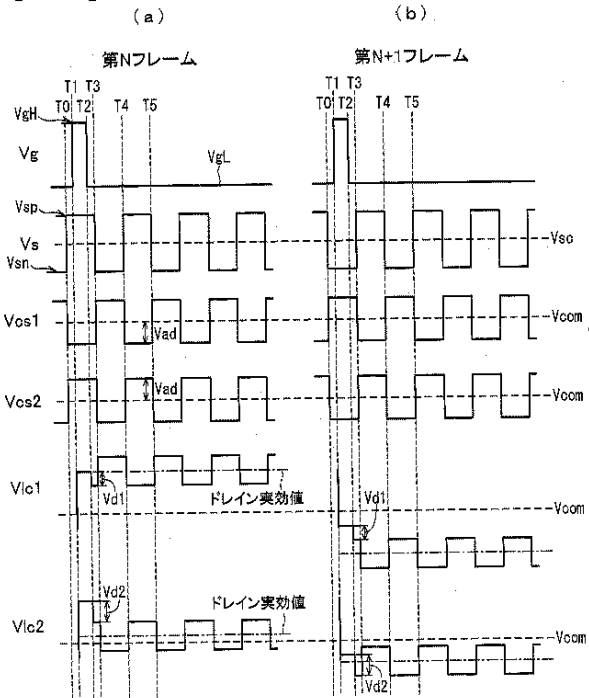 (a)
(b)
第Nフレーム
第N+1フレーム
T1 T3
T0 T2 T4 T5
T1 T3
T0 T2 T4 T5
VgH
Vg
VgL
Vsp
Vs
Vsn
Vsc
Vcs1
Vad
Vcom
Vcs2
Vad
Vcom
Vlc1
Vd1
ドレイン実効値
Vd1
Vcom
Vlc2
Vd2
ドレイン実効値
Vcom
Vd2